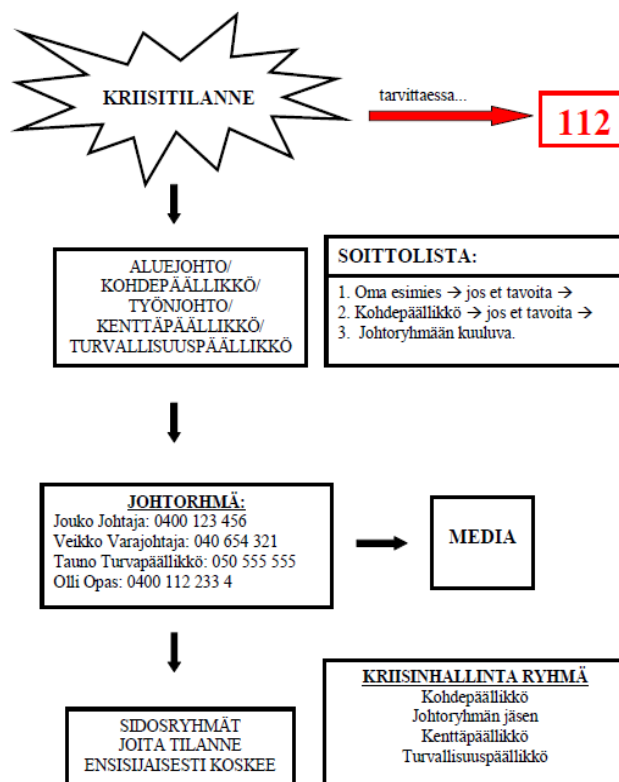 KRIISITILANNE
tarvittaessa...
112
ALUEJOHTO/
KOHDEPÄÄLLIKKÖ/
TYÖNJOHTO/
KENTTÄPÄÄLLIKKÖ/
TURVALLISUUSPÄÄLLIKKÖ
SOITTOLISTA:
1. Oma esimies → jos et tavoita →
2. Kohdepäällikkö → jos et tavoita →
3. Johtoryhmään kuuluva.
JOHTORHMÄ:
Jouko Johtaja: 0400 123 456
Veikko Varajohtaja: 040 654 321
Tauno Turvapäällikkö: 050 555 555
Olli Opas: 0400 112 233 4
MEDIA
SIDOSRYHMÄT
JOITA TILANNE
ENSISIJAISESTI KOSKEE
KRIISINHALLINTA RYHMÄ
Kohdepäällikkö
Johtoryhmän jäsen
Kenttäpäällikkö
Turvallisuuspäällikkö